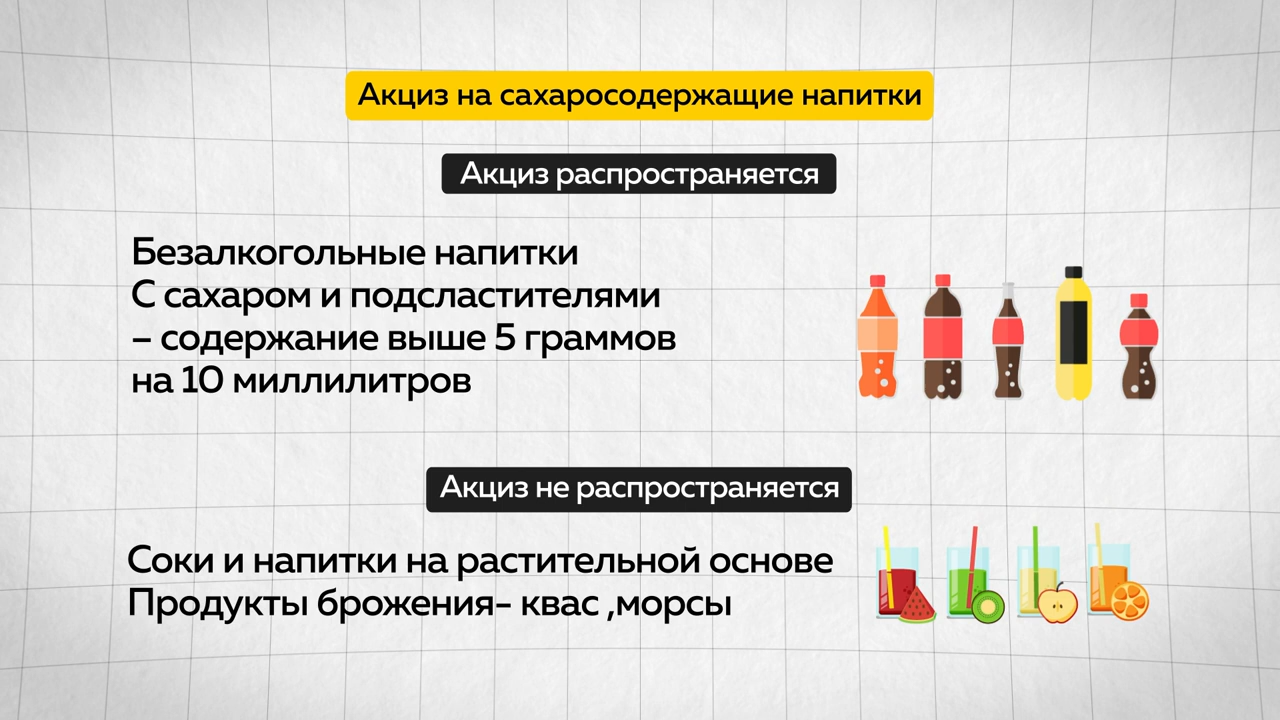 Акциз на сахаросодержащие напитки
Акциз распространяется
Безалкогольные напитки
С сахаром и подсластителями
– содержание выше 5 граммов
на 10 миллилитров
Акциз не распространяется
Соки и напитки на растительной основе
Продукты брожения- квас ,морсы